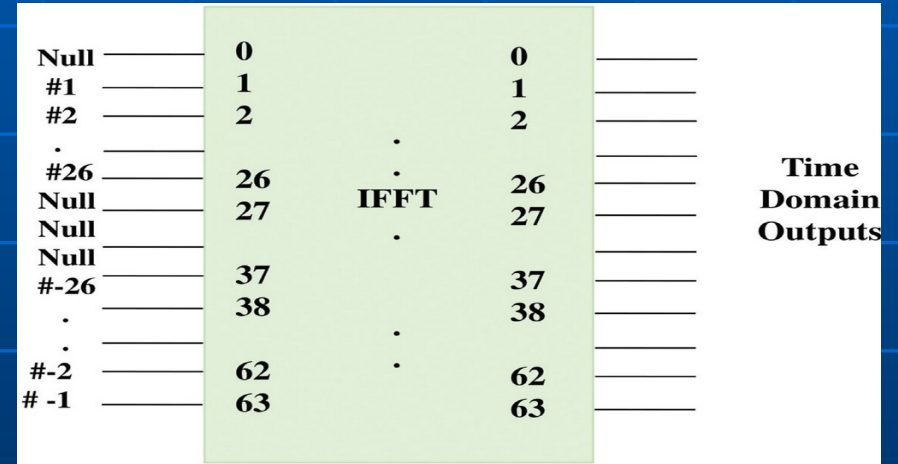 Null 0 0
#1 1 1
#2 2 2
.
#26 26 26
Null 27 IFFT 27
Null
Null 37 37
#-26 38 38
.
.
#-2 62 62
# -1 63 63
Time
Domain
Outputs